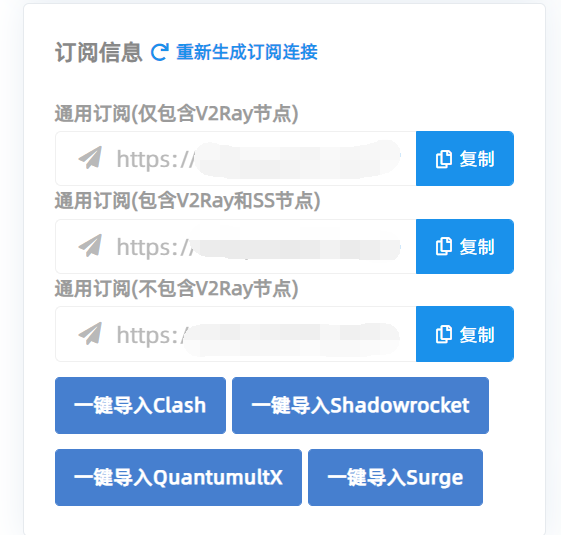 订阅信息 重新生成订阅连接
通用订阅(仅包含V2Ray节点)
https:// 复制
通用订阅(包含V2Ray和SS节点)
https:// 复制
通用订阅(不包含V2Ray节点)
https:// 复制
一键导入Clash 一键导入Shadowrocket
一键导入QuantumultX 一键导入Surge